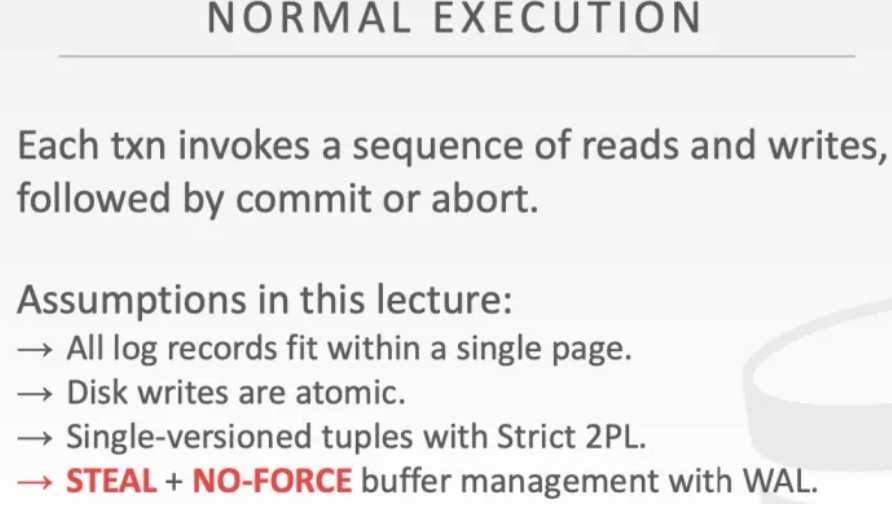 NORMAL EXECUTION
Each txn invokes a sequence of reads and writes,
followed by commit or abort.
Assumptions in this lecture:
→ All log records fit within a single page.
→ Disk writes are atomic.
→ Single-versioned tuples with Strict 2PL.
→ STEAL + NO-FORCE buffer management with WAL.